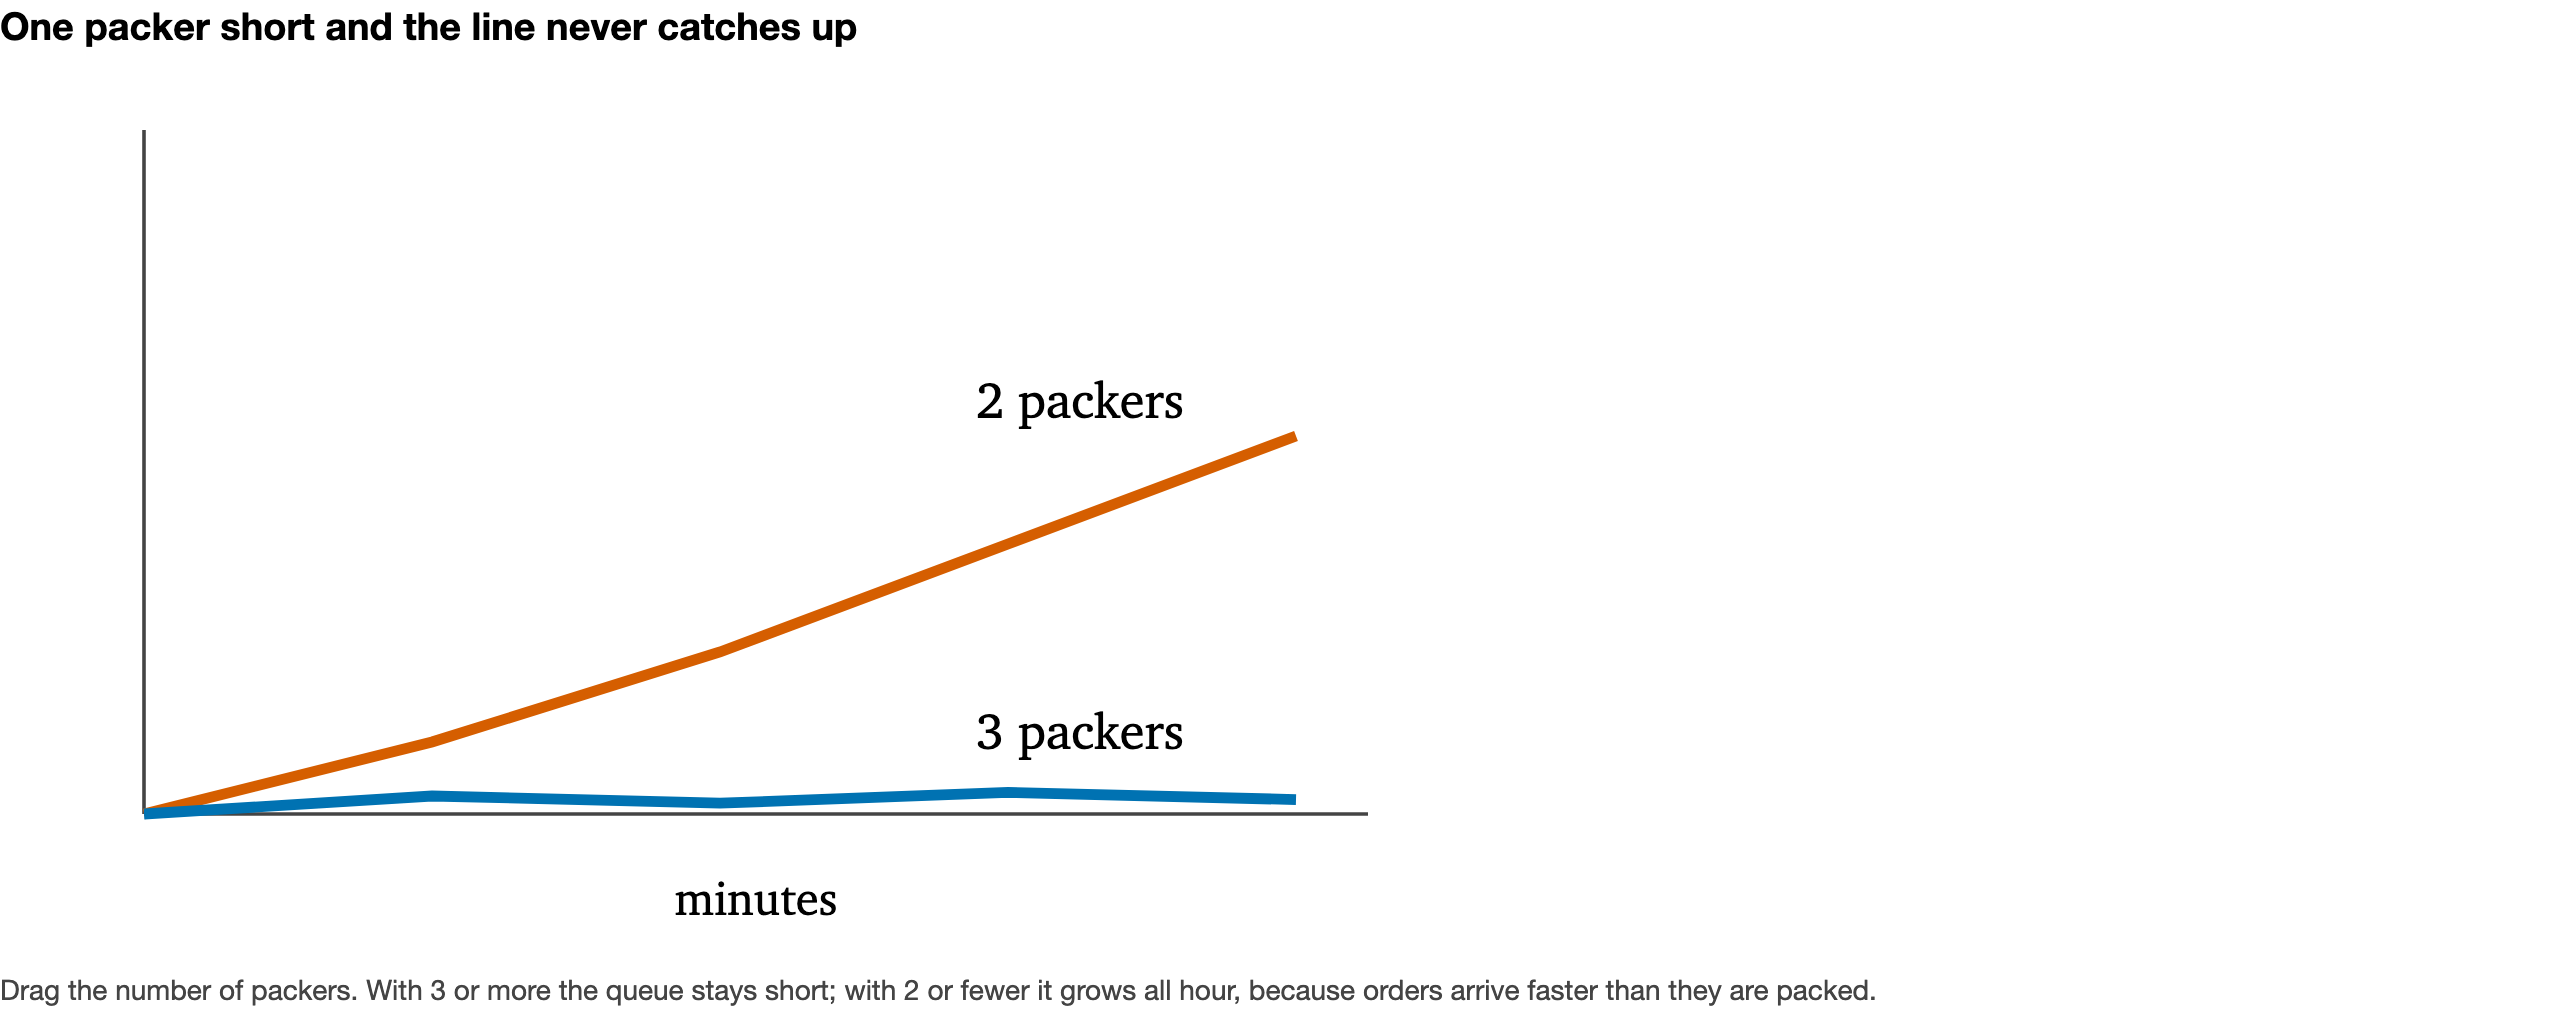 One packer short and the line never catches up
2 packers
3 packers
minutes
Drag the number of packers. With 3 or more the queue stays short; with 2 or fewer it grows all hour, because orders arrive faster than they are packed.